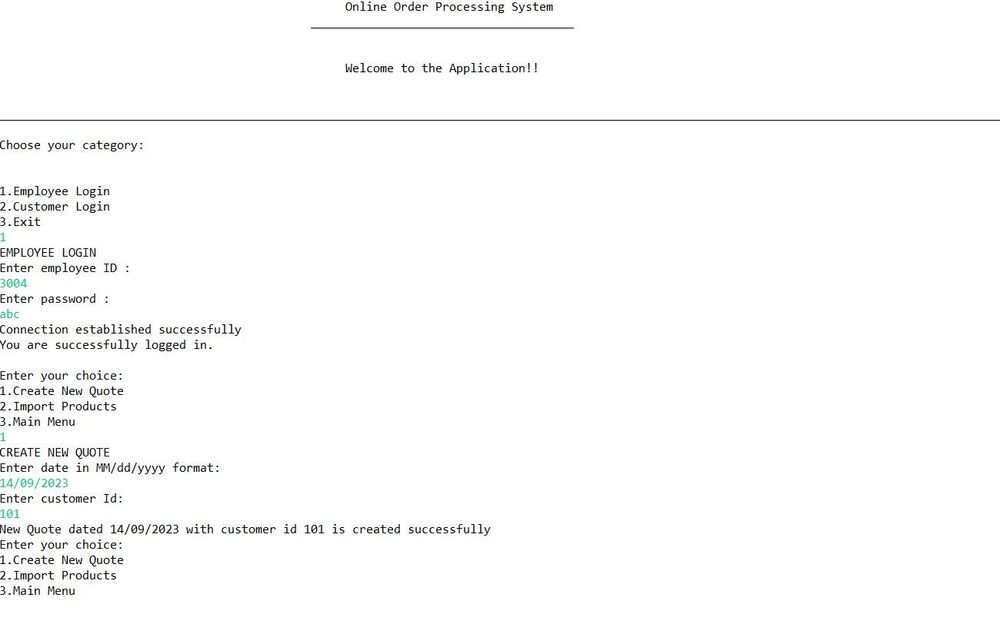 Online Order Processing System
Welcome to the Application!!
Choose your category:
1.Employee Login
2.Customer Login
3.Exit
1
EMPLOYEE LOGIN
Enter employee ID :
3004
Enter password :
abc
Connection established successfully
You are successfully logged in.
Enter your choice:
1.Create New Quote
2.Import Products
3.Main Menu
1
CREATE NEW QUOTE
Enter date in MM/dd/yyyy format:
14/09/2023
Enter customer Id:
101
New Quote dated 14/09/2023 with customer id 101 is created successfully
Enter your choice:
1.Create New Quote
2.Import Products
3.Main Menu